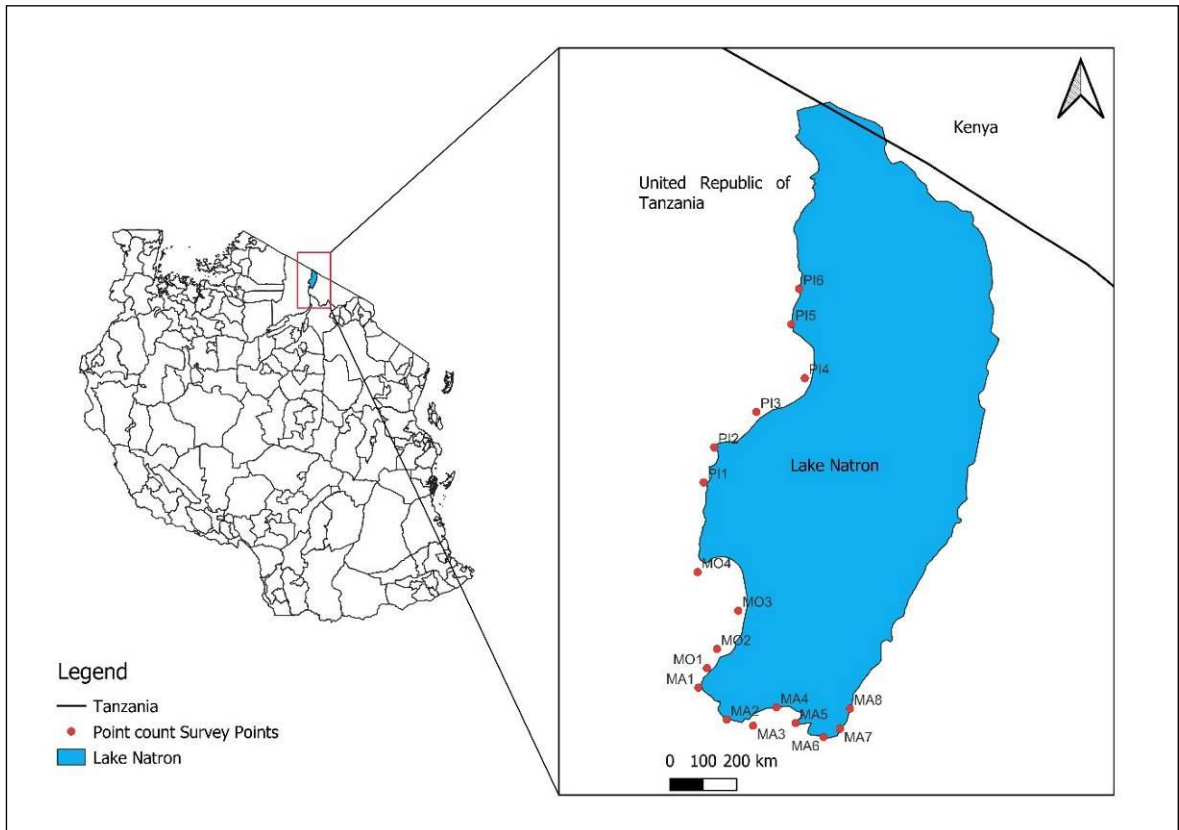 Kenya
United Republic of
Tanzania
PI6
PI5
PI4
PI3
PI2
Lake Natron
PI1
MO4
MO3
MO2
MO1
MA1
MA4
MA8
MA2
MA5
MA3
MA7
MA6
0 100 200 km
Legend
Tanzania
Point count Survey Points
Lake Natron